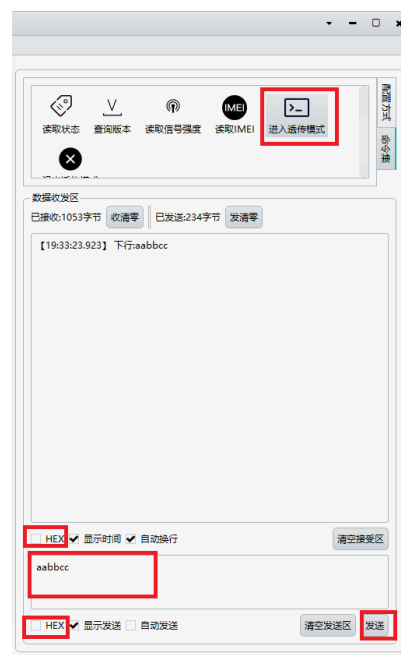 配置方式
命令集
读取状态 查询版本 读取信号强度 IMEI 读取IMEI 进入透传模式
数据收发区
已接收:1053字节 收清零 已发送:234字节 发清零
【19:33:23.923】 下行:aabbcc
HEX 显示时间 自动换行 清空接受区
aabbcc
HEX 显示发送 自动发送 清空发送区 发送